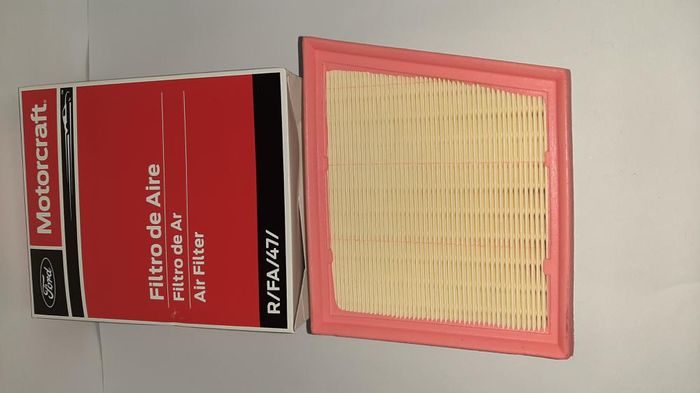 Ford
Motorcraft
Filtro de Aire
Filtro de Ar
Air Filter
R/FA/47/